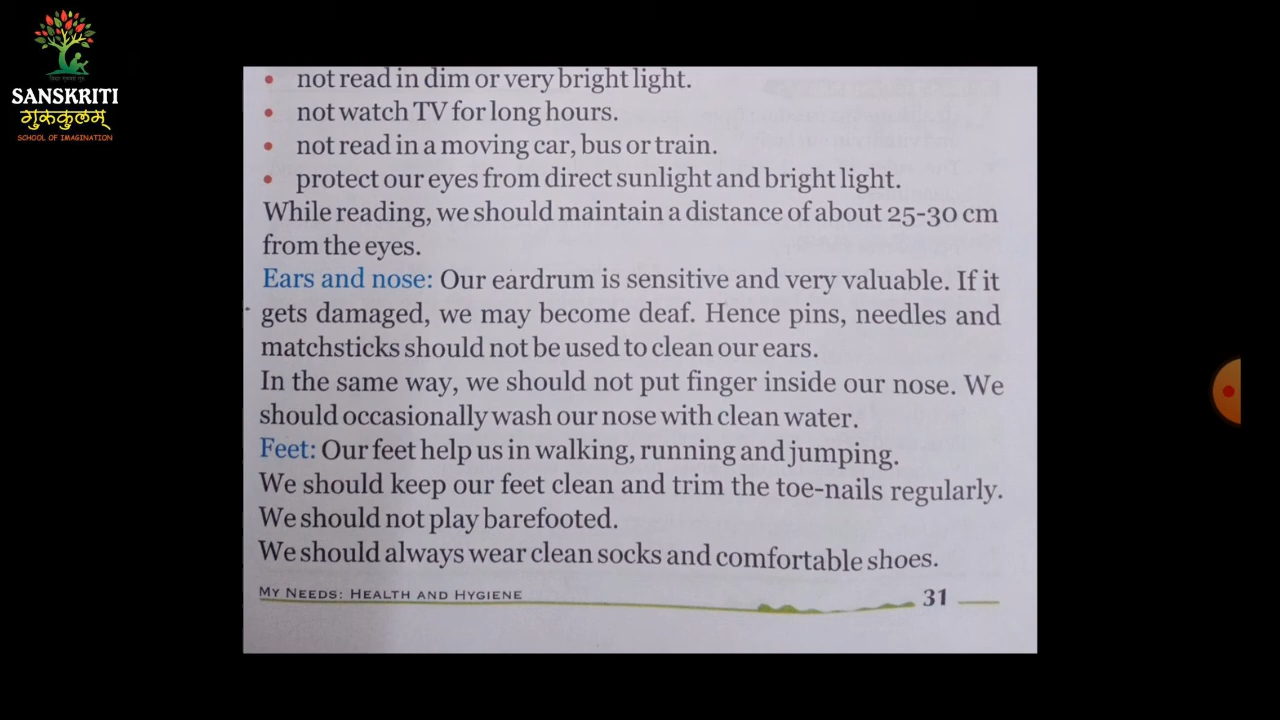 SANSKRITI
गुरुकुलम्
SCHOOL OF IMAGINATION
• not read in dim or very bright light.
• not watch TV for long hours.
• not read in a moving car, bus or train.
• protect our eyes from direct sunlight and bright light.
While reading, we should maintain a distance of about 25-30 cm
from the eyes.
Ears and nose: Our eardrum is sensitive and very valuable. If it
gets damaged, we may become deaf. Hence pins, needles and
matchsticks should not be used to clean our ears.
In the same way, we should not put finger inside our nose. We
should occasionally wash our nose with clean water.
Feet: Our feet help us in walking, running and jumping.
We should keep our feet clean and trim the toe-nails regularly.
We should not play barefooted.
We should always wear clean socks and comfortable shoes.
MY NEEDS: HEALTH AND HYGIENE 31